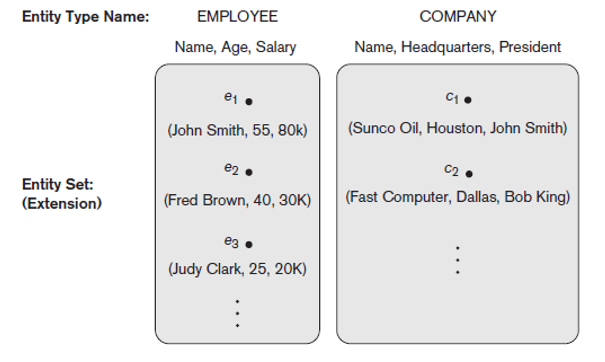 Entity Type Name: EMPLOYEE COMPANY
Name, Age, Salary Name, Headquarters, President
e1 • c1 •
(John Smith, 55, 80k) (Sunco Oil, Houston, John Smith)
e2 • c2 •
Entity Set:
(Extension)
(Fred Brown, 40, 30K) (Fast Computer, Dallas, Bob King)
e3 •
(Judy Clark, 25, 20K)